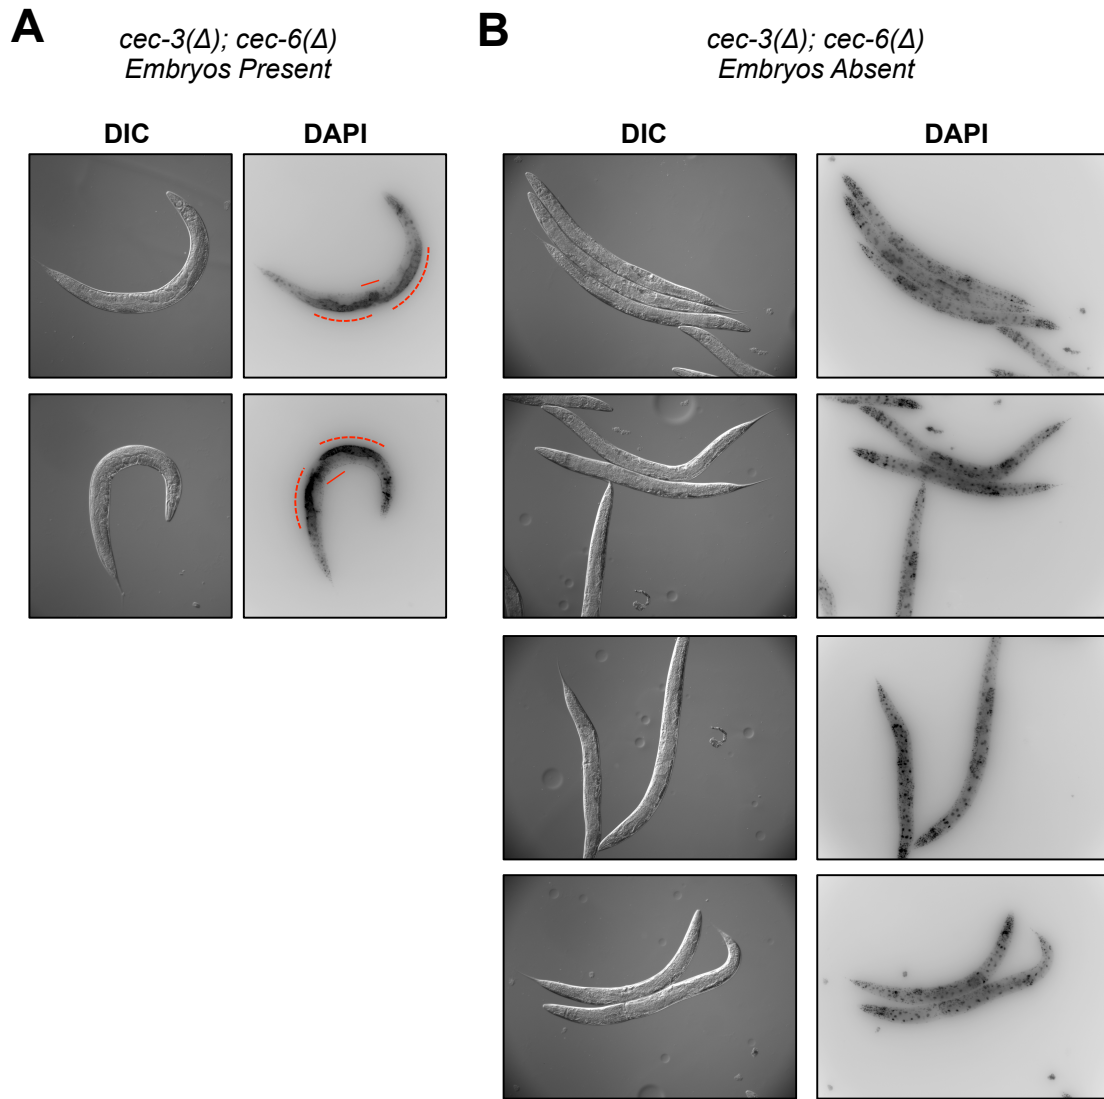 A
cec-3(Δ); cec-6(Δ)
Embryos Present
DIC
DAPI
B
cec-3(Δ); cec-6(Δ)
Embryos Absent
DIC
DAPI